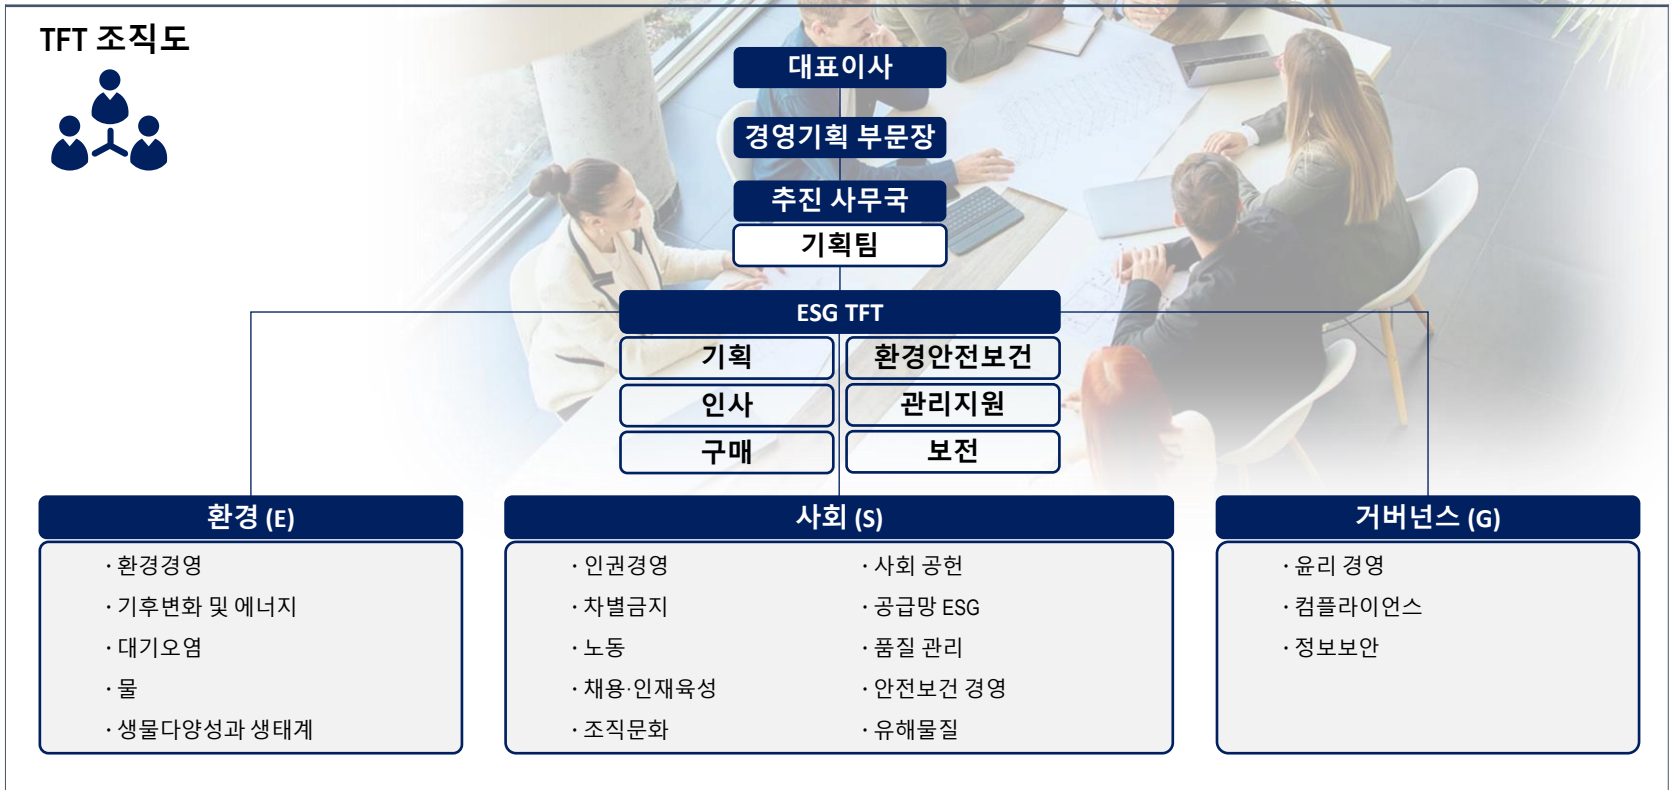 TFT 조직도
대표이사
경영기획 부문장
추진 사무국
기획팀
ESG TFT
기획
환경안전보건
인사
관리지원
구매
보전
환경 (E)
· 환경경영
· 기후변화 및 에너지
· 대기오염
· 물
· 생물다양성과 생태계
사회 (S)
· 인권경영
· 차별금지
· 노동
· 채용·인재육성
· 조직문화
· 사회 공헌
· 공급망 ESG
· 품질 관리
· 안전보건 경영
· 유해물질
거버넌스 (G)
· 윤리 경영
· 컴플라이언스
· 정보보안